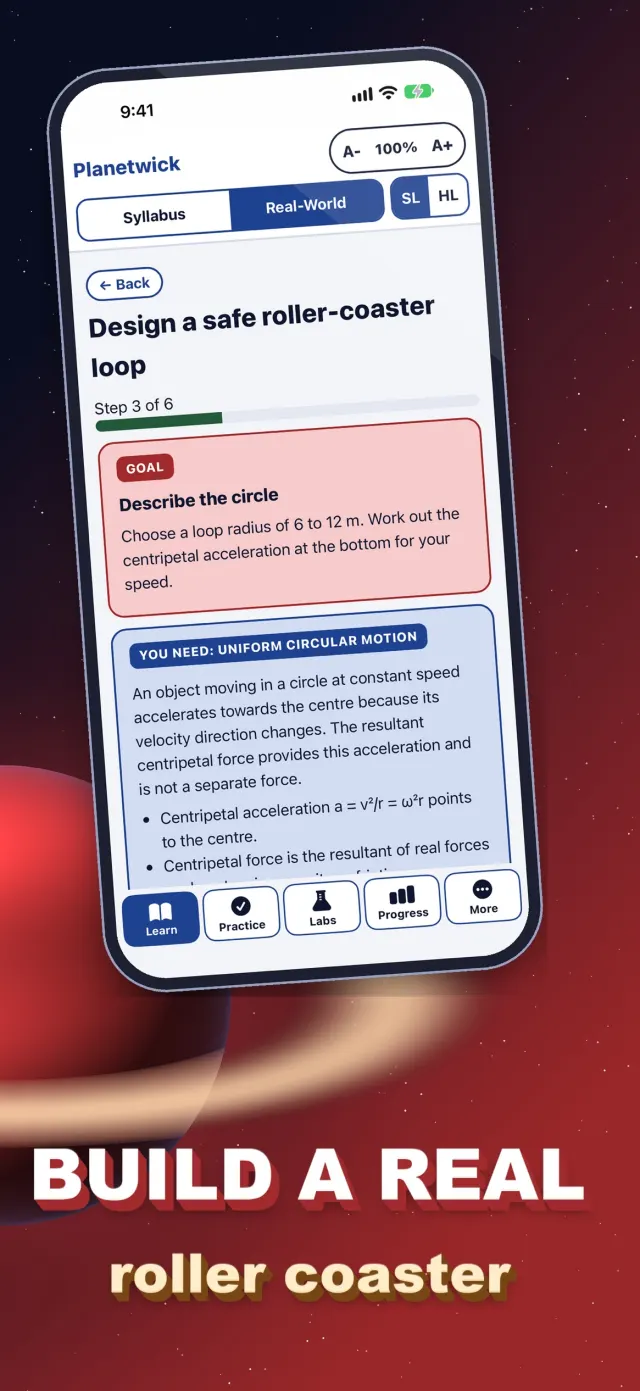 9:41
Planetwick
A- 100% A+
Syllabus Real-World SL HL
← Back
Design a safe roller-coaster
loop
Step 3 of 6
GOAL
Describe the circle
Choose a loop radius of 6 to 12 m. Work out the
centripetal acceleration at the bottom for your
speed.
YOU NEED: UNIFORM CIRCULAR MOTION
An object moving in a circle at constant speed
accelerates towards the centre because its
velocity direction changes. The resultant
centripetal force provides this acceleration and
is not a separate force.
• Centripetal acceleration a = v²/r = ω²r points
to the centre.
• Centripetal force is the resultant of real forces
Learn Practice Labs Progress More
BUILD A REAL
roller coaster